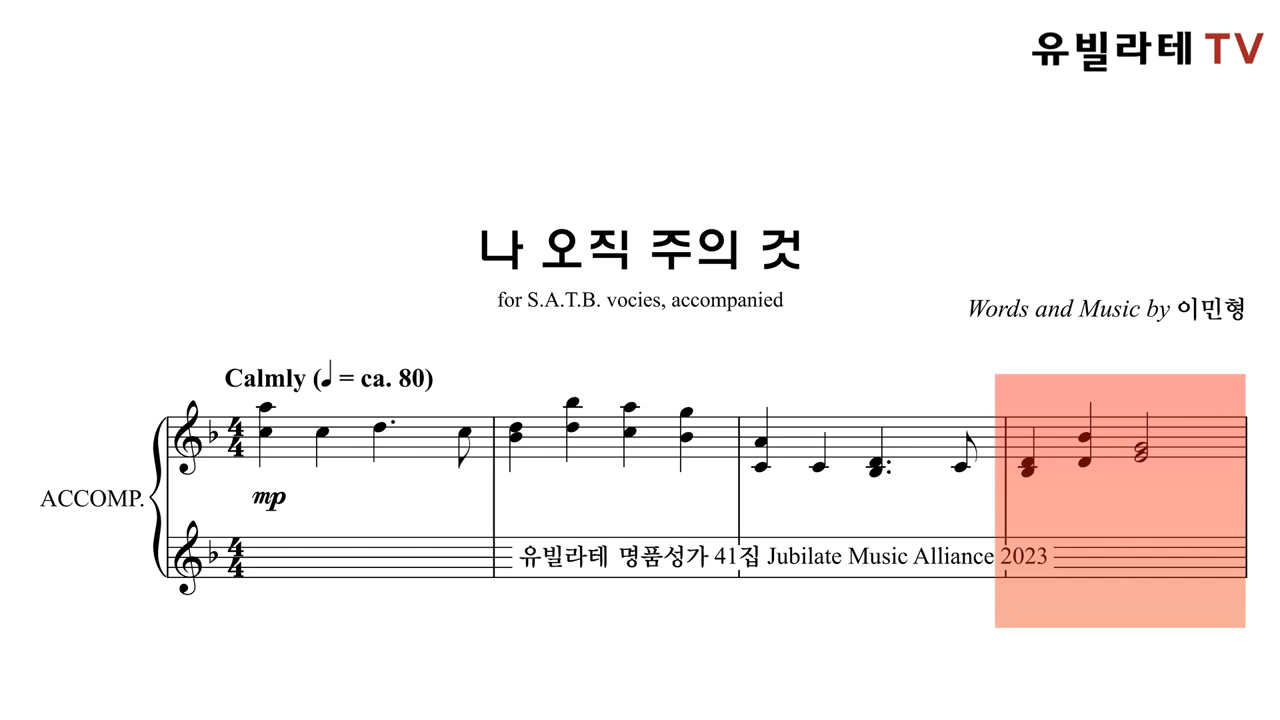 유빌라테 TV
나 오직 주의 것
for S.A.T.B. vocies, accompanied
Words and Music by 이민형
Calmly (♩ = ca. 80)
ACCOMP.
mp
유빌라테 명품성가 41집 Jubilate Music Alliance 2023